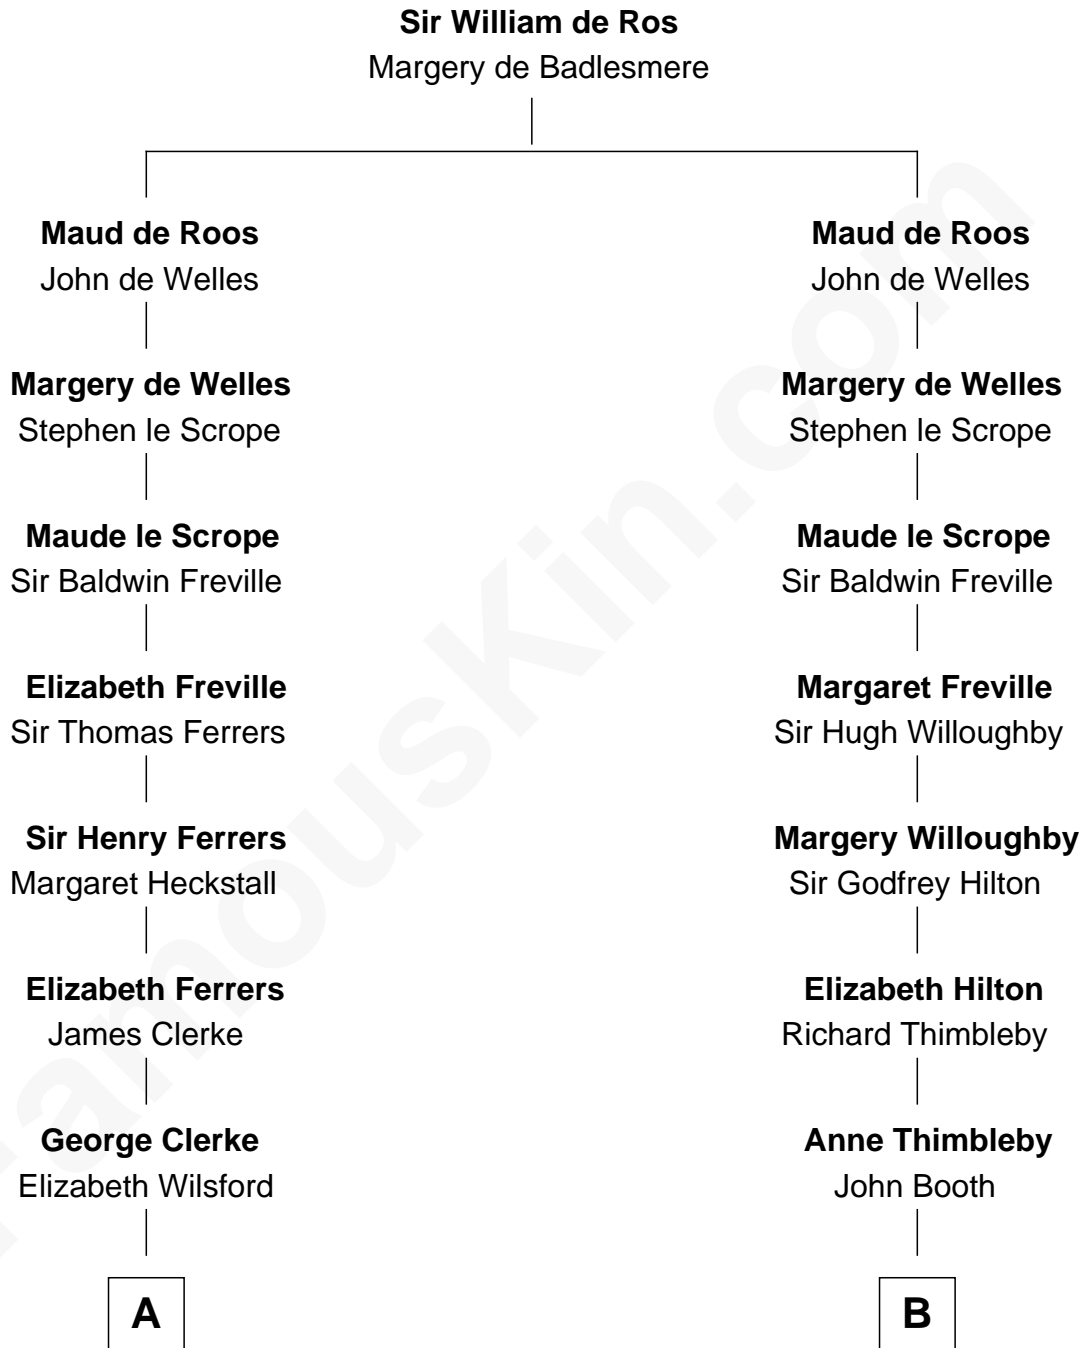 Sir William de Ros
Margery de Badlesmere
Maud de Roos
John de Welles
Margery de Welles
Stephen le Scrope
Maude le Scrope
Sir Baldwin Freville
Elizabeth Freville
Sir Thomas Ferrers
Sir Henry Ferrers
Margaret Heckstall
Elizabeth Ferrers
James Clerke
George Clerke
Elizabeth Wilsford
A
Maud de Roos
John de Welles
Margery de Welles
Stephen le Scrope
Maude le Scrope
Sir Baldwin Freville
Margaret Freville
Sir Hugh Willoughby
Margery Willoughby
Sir Godfrey Hilton
Elizabeth Hilton
Richard Thimbleby
Anne Thimbleby
John Booth
B
FamousKin.com